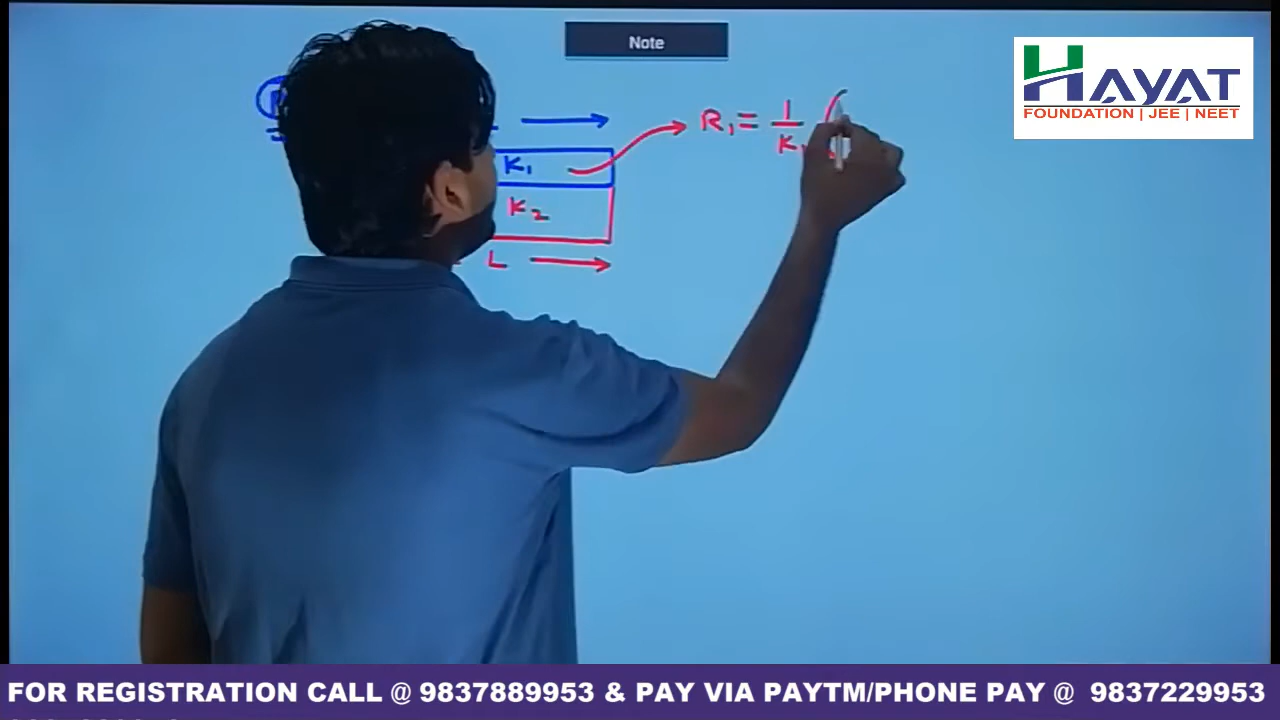 Note
HAYAT
FOUNDATION | JEE | NEET
R₁ = 1/K₁ (
K₁
K₂
L
FOR REGISTRATION CALL @ 9837889953 & PAY VIA PAYTM/PHONE PAY @ 9837229953